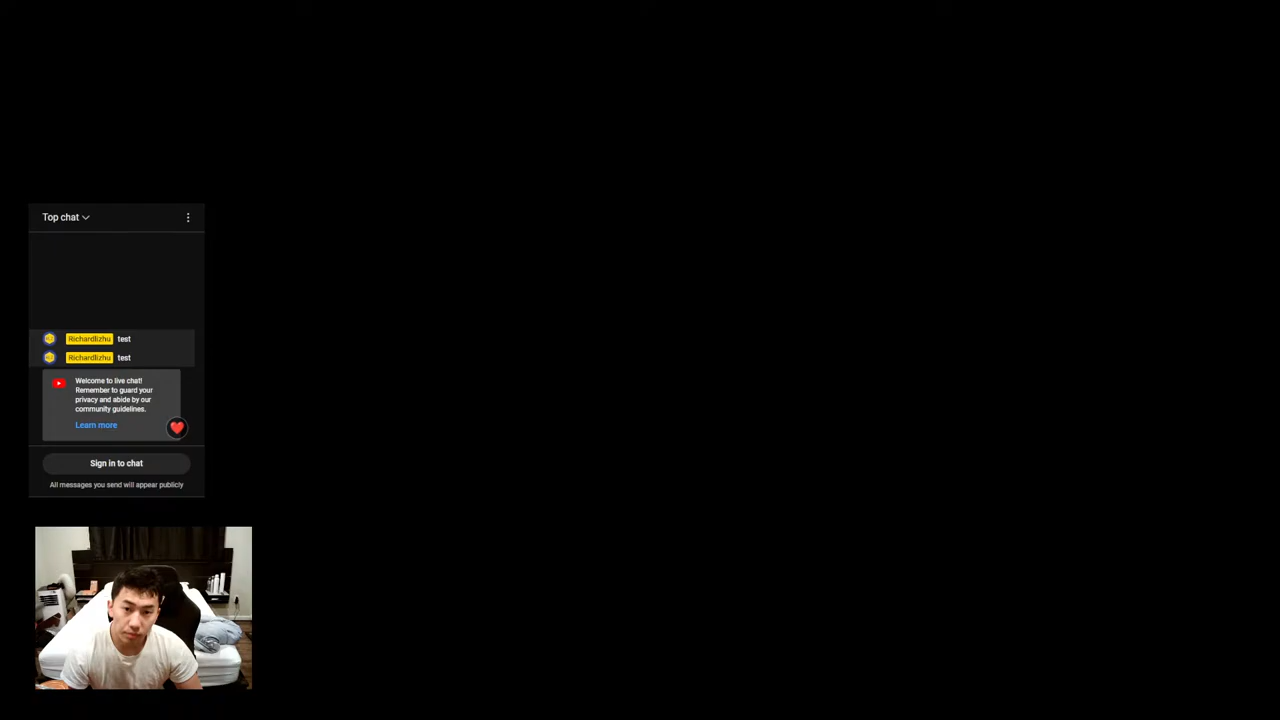 Top chat
Richardlizhu test
Richardlizhu test
Welcome to live chat!
Remember to guard your
privacy and abide by our
community guidelines.
Learn more
Sign in to chat
All messages you send will appear publicly